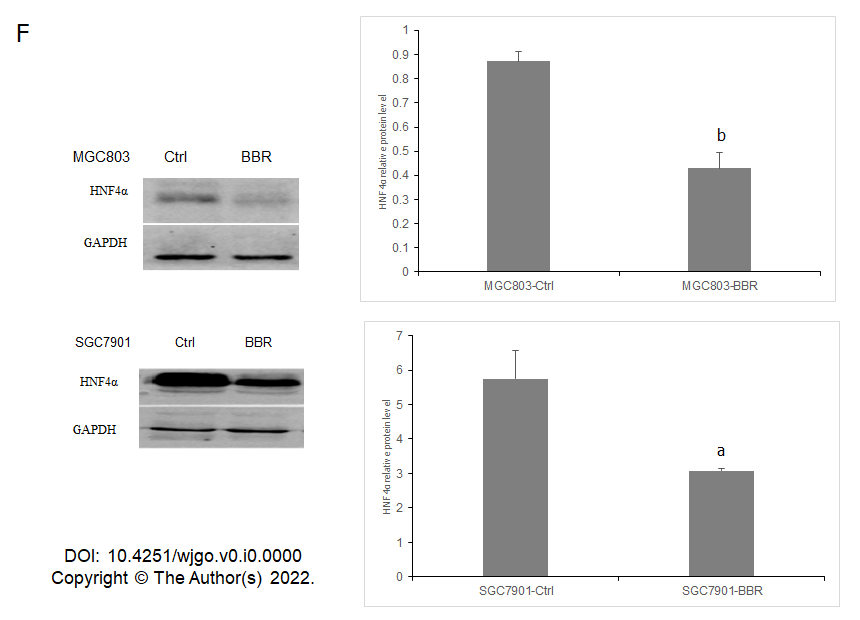 F
MGC803 Ctrl BBR
HNF4α
GAPDH
HNF4α relative protein level
1
0.9
0.8
0.7
0.6
0.5
0.4
0.3
0.2
0.1
0
b
MGC803-Ctrl MGC803-BBR
SGC7901 Ctrl BBR
HNF4α
GAPDH
HNF4α relative protein level
7
6
5
4
3
2
1
0
a
SGC7901-Ctrl SGC7901-BBR
DOI: 10.4251/wjgo.v0.i0.0000
Copyright © The Author(s) 2022.